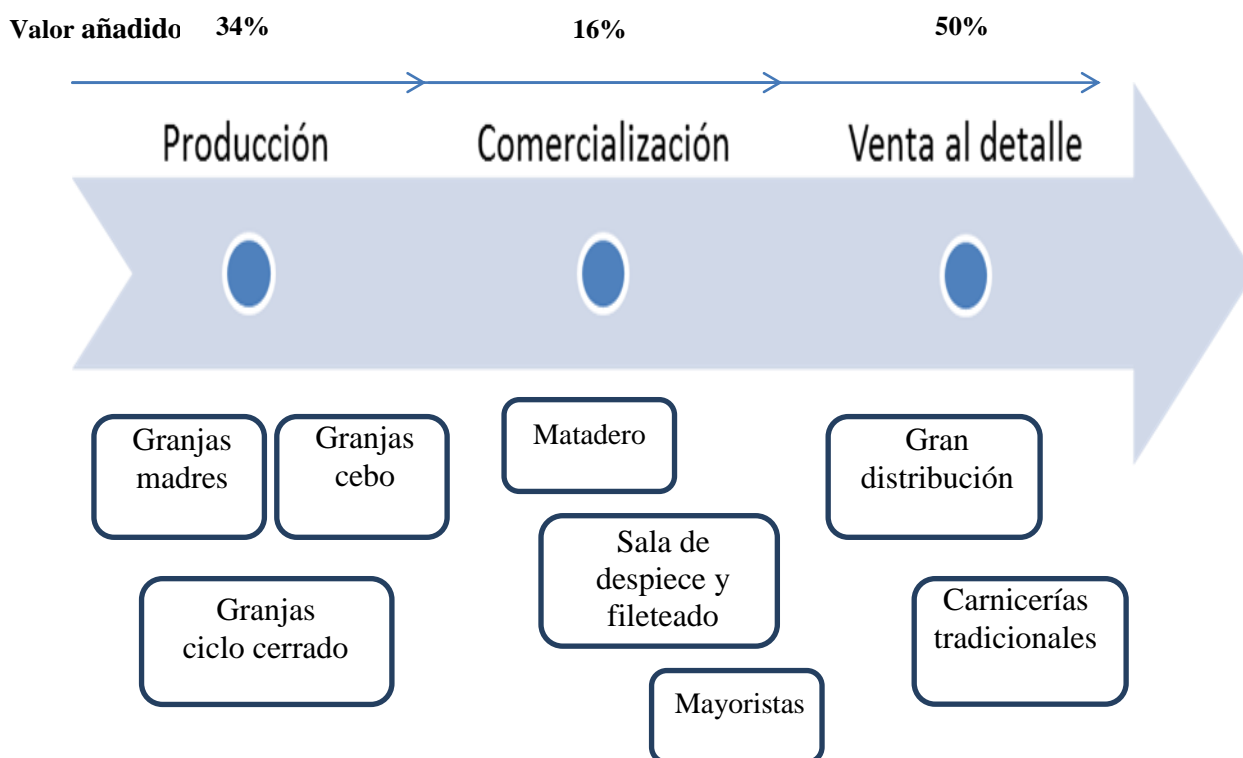 Valor añadido 34% 16% 50%
Producción Comercialización Venta al detalle
Granjas
madres
Granjas
cebo
Granjas
ciclo cerrado
Matadero
Sala de
despiece y
fileteado
Mayoristas
Gran
distribución
Carnicerías
tradicionales